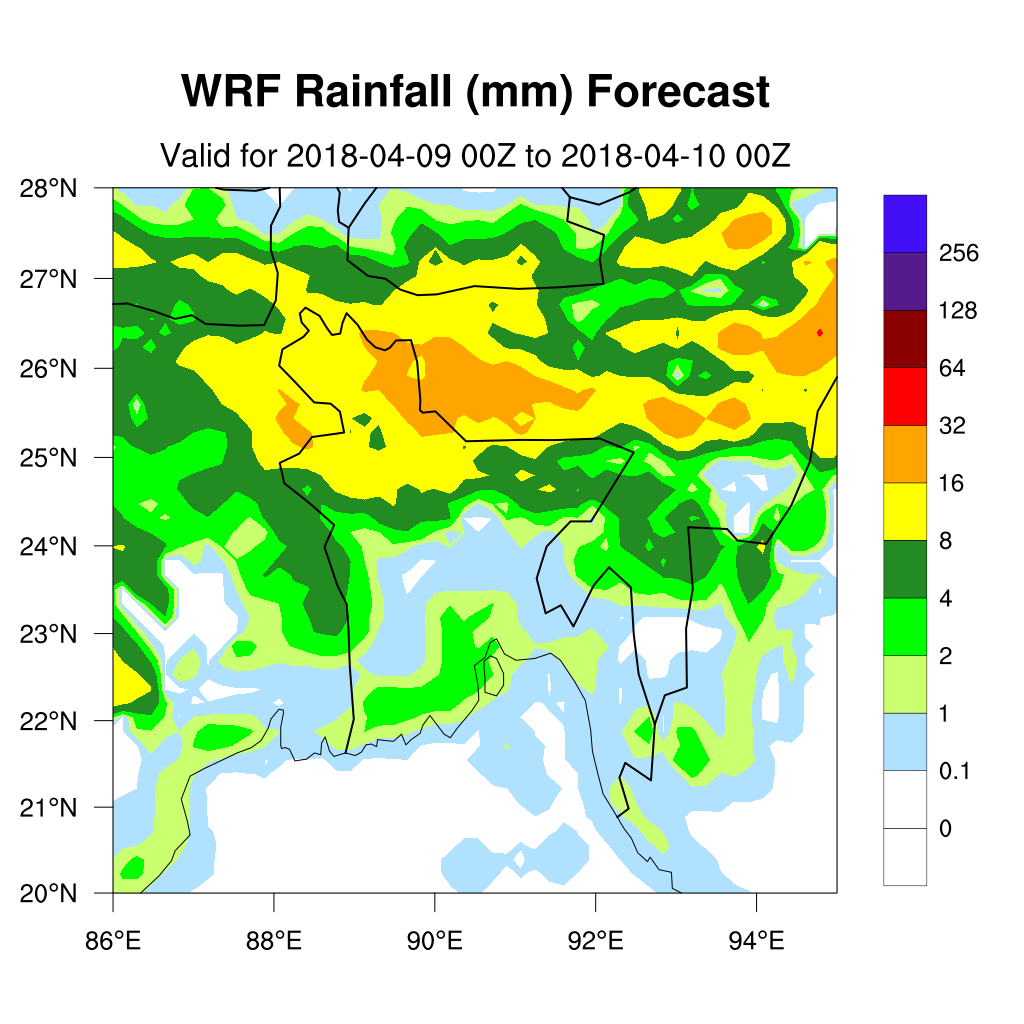 WRF Rainfall (mm) Forecast
Valid for 2018-04-09 00Z to 2018-04-10 00Z
28°N
27°N
26°N
25°N
24°N
23°N
22°N
21°N
20°N
86°E
88°E
90°E
92°E
94°E
256
128
64
32
16
8
4
2
1
0.1
0